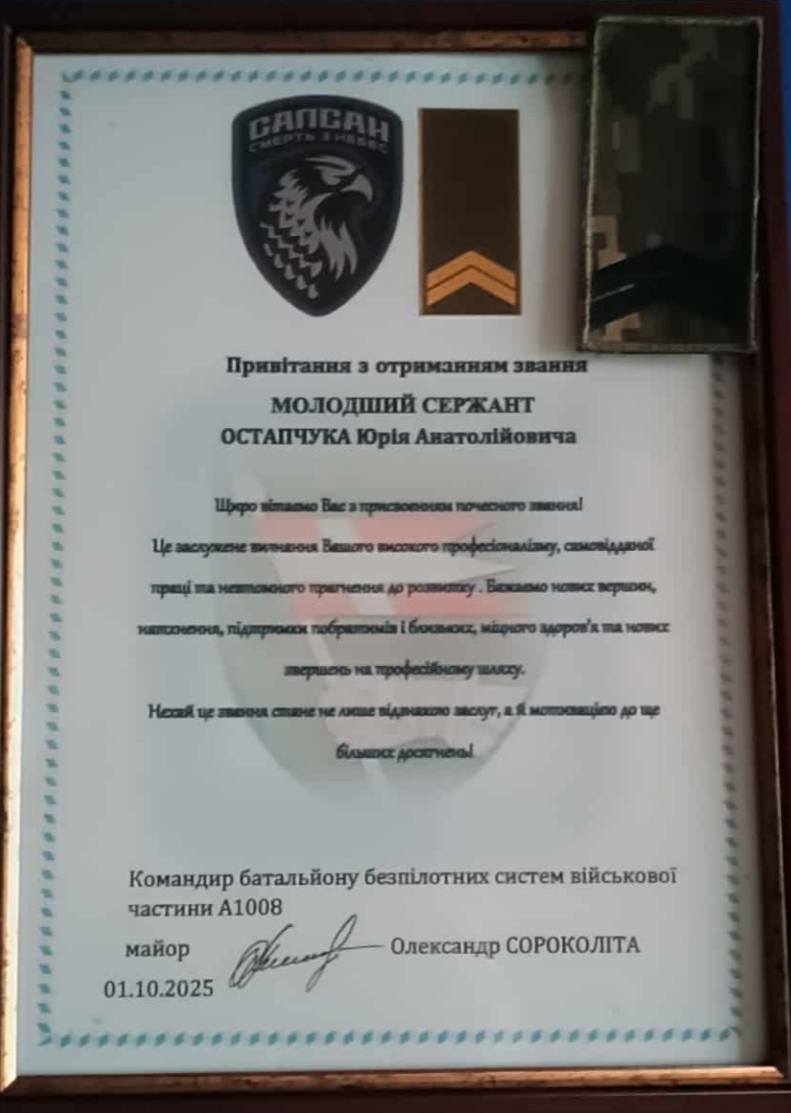 САПСАН
СМЕРТЬ З НЕБЕС
Привітання з отриманням звання
МОЛОДШИЙ СЕРЖАНТ
ОСТАПЧУКА Юрія Анатолійовича
Щиро вітаємо Вас з присвоєнням почесного звання!
Це заслужене визнання Вашого високого професіоналізму, самовідданої
праці та невтомного прагнення до розвитку . Бажаємо нових вершин,
натхнення, підтримки побратимів і близьких, міцного здоров'я та нових
звершень на професійному шляху.
Нехай це звання стане не лише відзнакою заслуг, а й мотивацією до ще
більших досягнень!
Командир батальйону безпілотних систем військової
частини А1008
майор Олександр СОРОКОЛІТА
01.10.2025